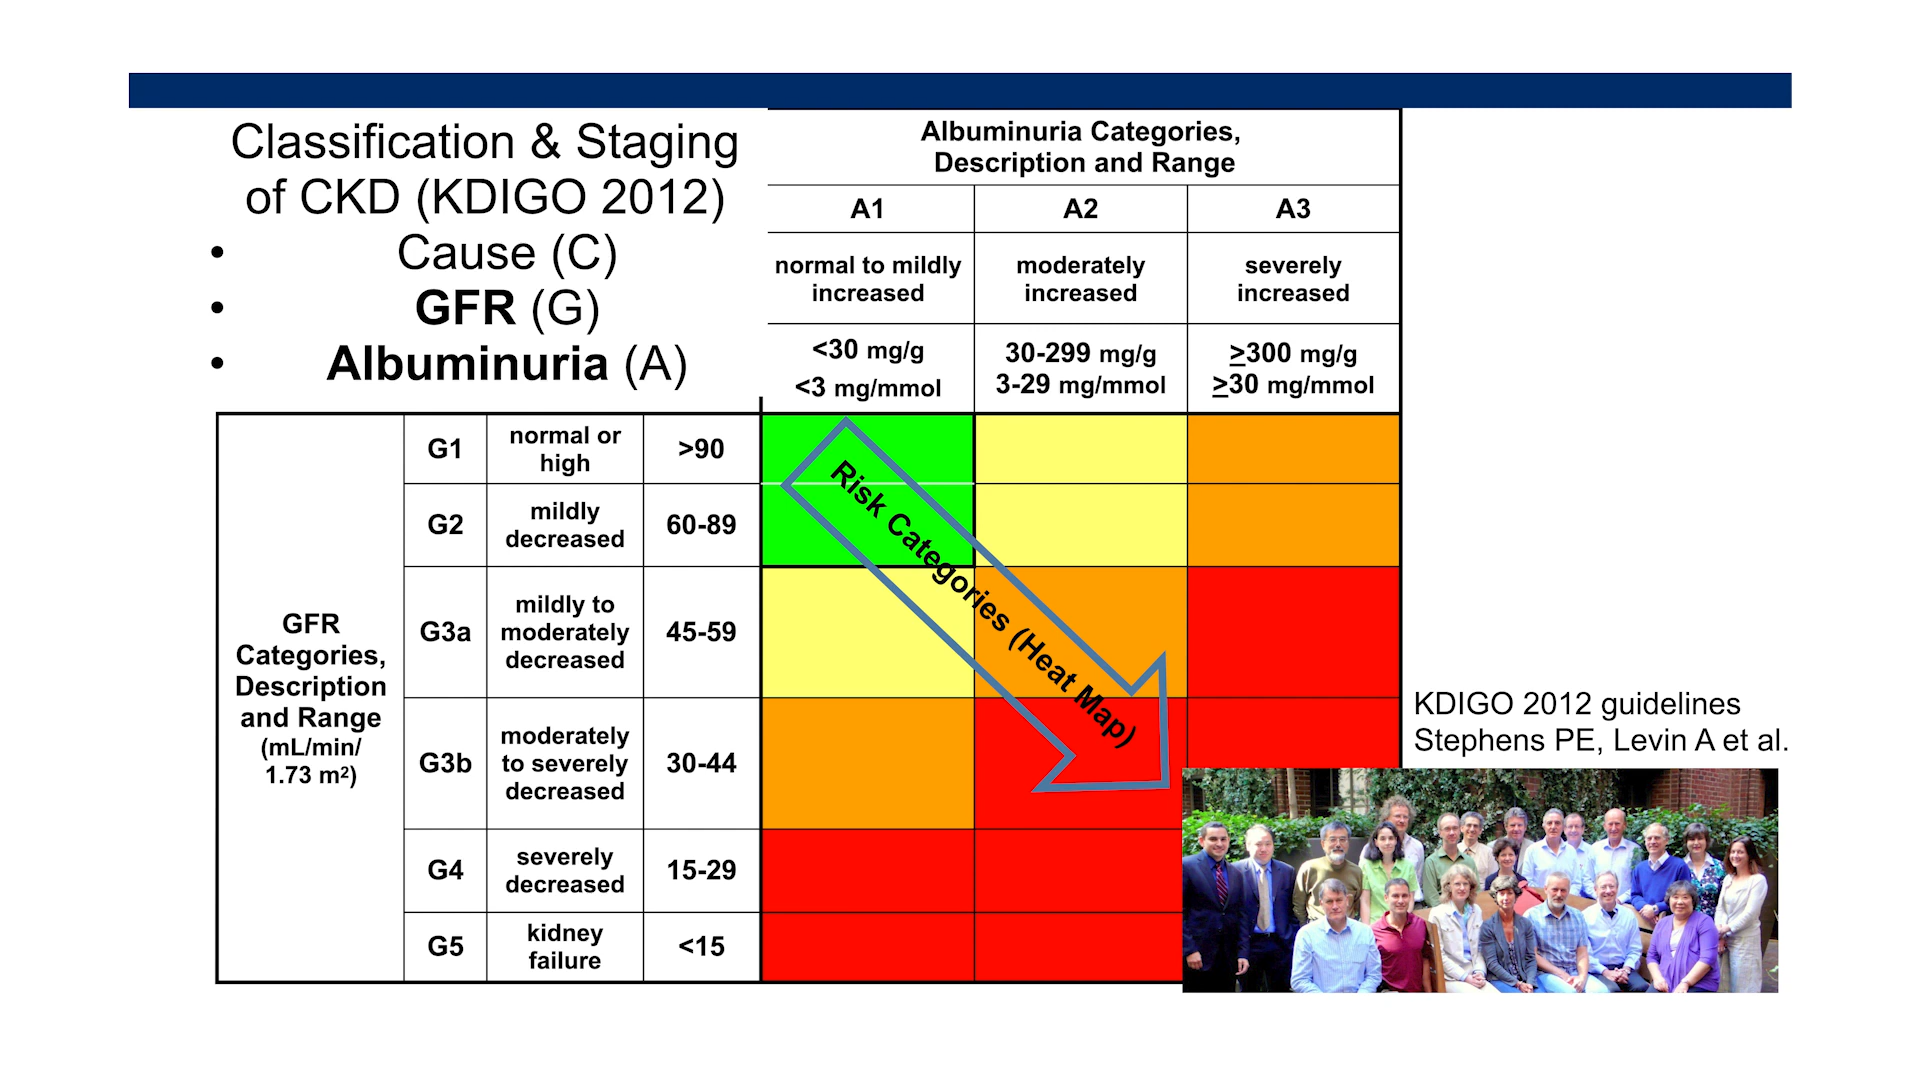 Classification & Staging
of CKD (KDIGO 2012)
• Cause (C)
• GFR (G)
• Albuminuria (A)
Albuminuria Categories,
Description and Range
A1 A2 A3
normal to mildly
increased
moderately
increased
severely
increased
<30 mg/g
<3 mg/mmol
30-299 mg/g
3-29 mg/mmol
≥300 mg/g
≥30 mg/mmol
GFR
Categories,
Description
and Range
(mL/min/
1.73 m²)
G1
normal or
high
>90
G2
mildly
decreased
60-89
G3a
mildly to
moderately
decreased
45-59
G3b
moderately
to severely
decreased
30-44
G4
severely
decreased
15-29
G5
kidney
failure
<15
Risk Categories (Heat Map)
KDIGO 2012 guidelines
Stephens PE, Levin A et al.